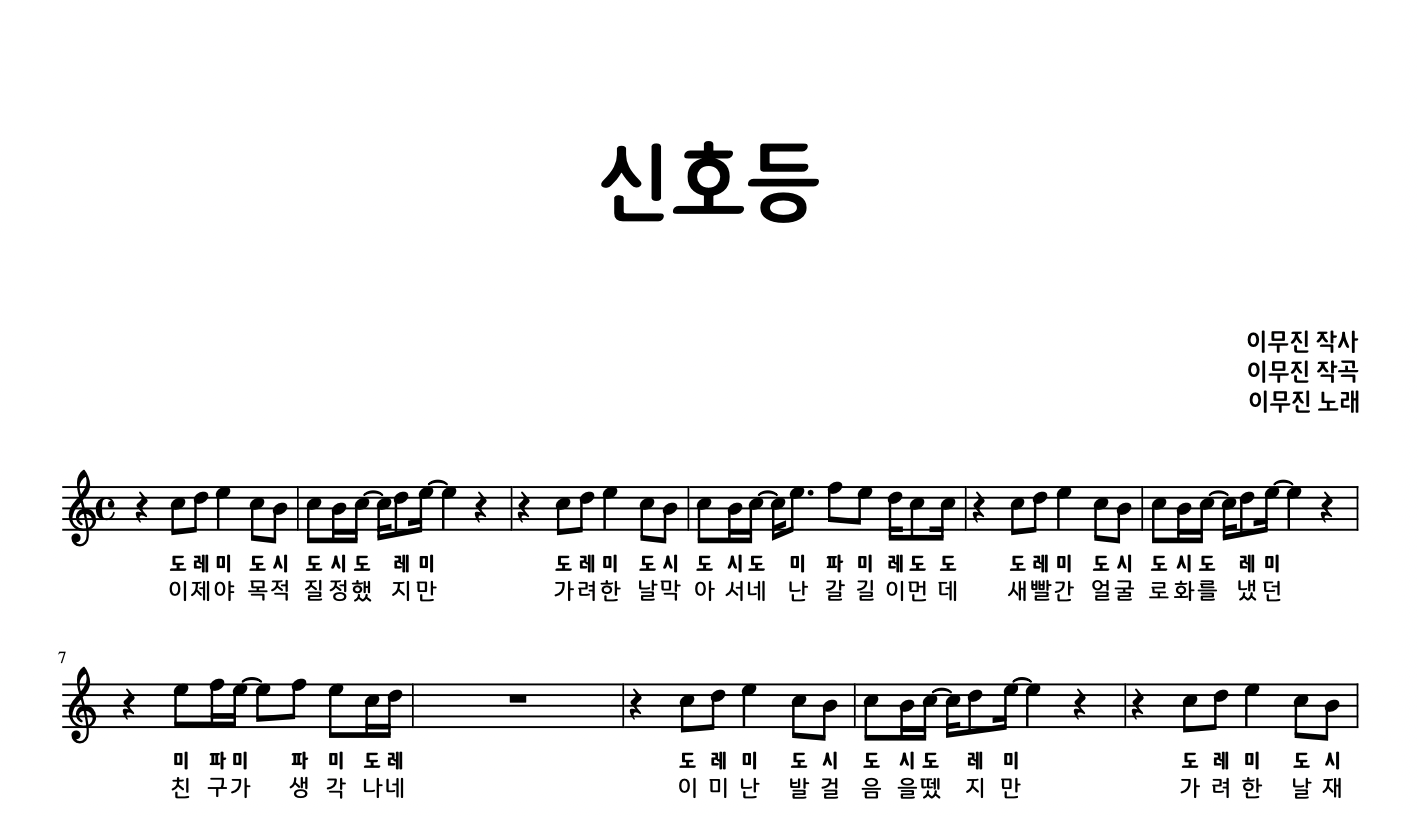 신호등
이무진 작사
이무진 작곡
이무진 노래
도 레 미 도 시 도 시 도 레 미 도 레 미 도 시 도 시 도 미 파 미 레 도 도 도 레 미 도 시 도 시 도 레 미
이제야 목적 질정했 지만 가려한 날막 아 서네 난 갈 길 이먼 데 새빨간 얼굴 로화를 냈던
7
미 파 미 파 미 도 레 도 레 미 도 시 도 시 도 레 미 도 레 미 도 시
친 구가 생 각 나네 이 미 난 발 걸 음 을뗐 지 만 가 려 한 날 재